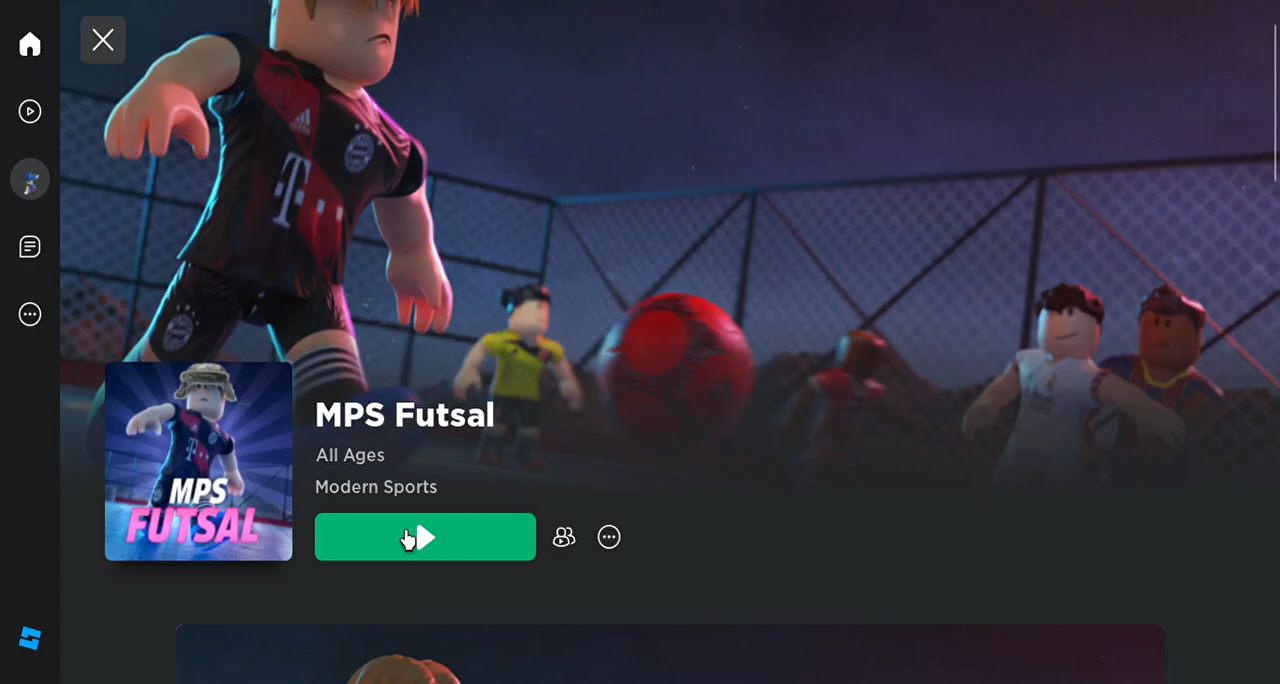 T
MPS Futsal
All Ages
Modern Sports
MPS
FUTSAL